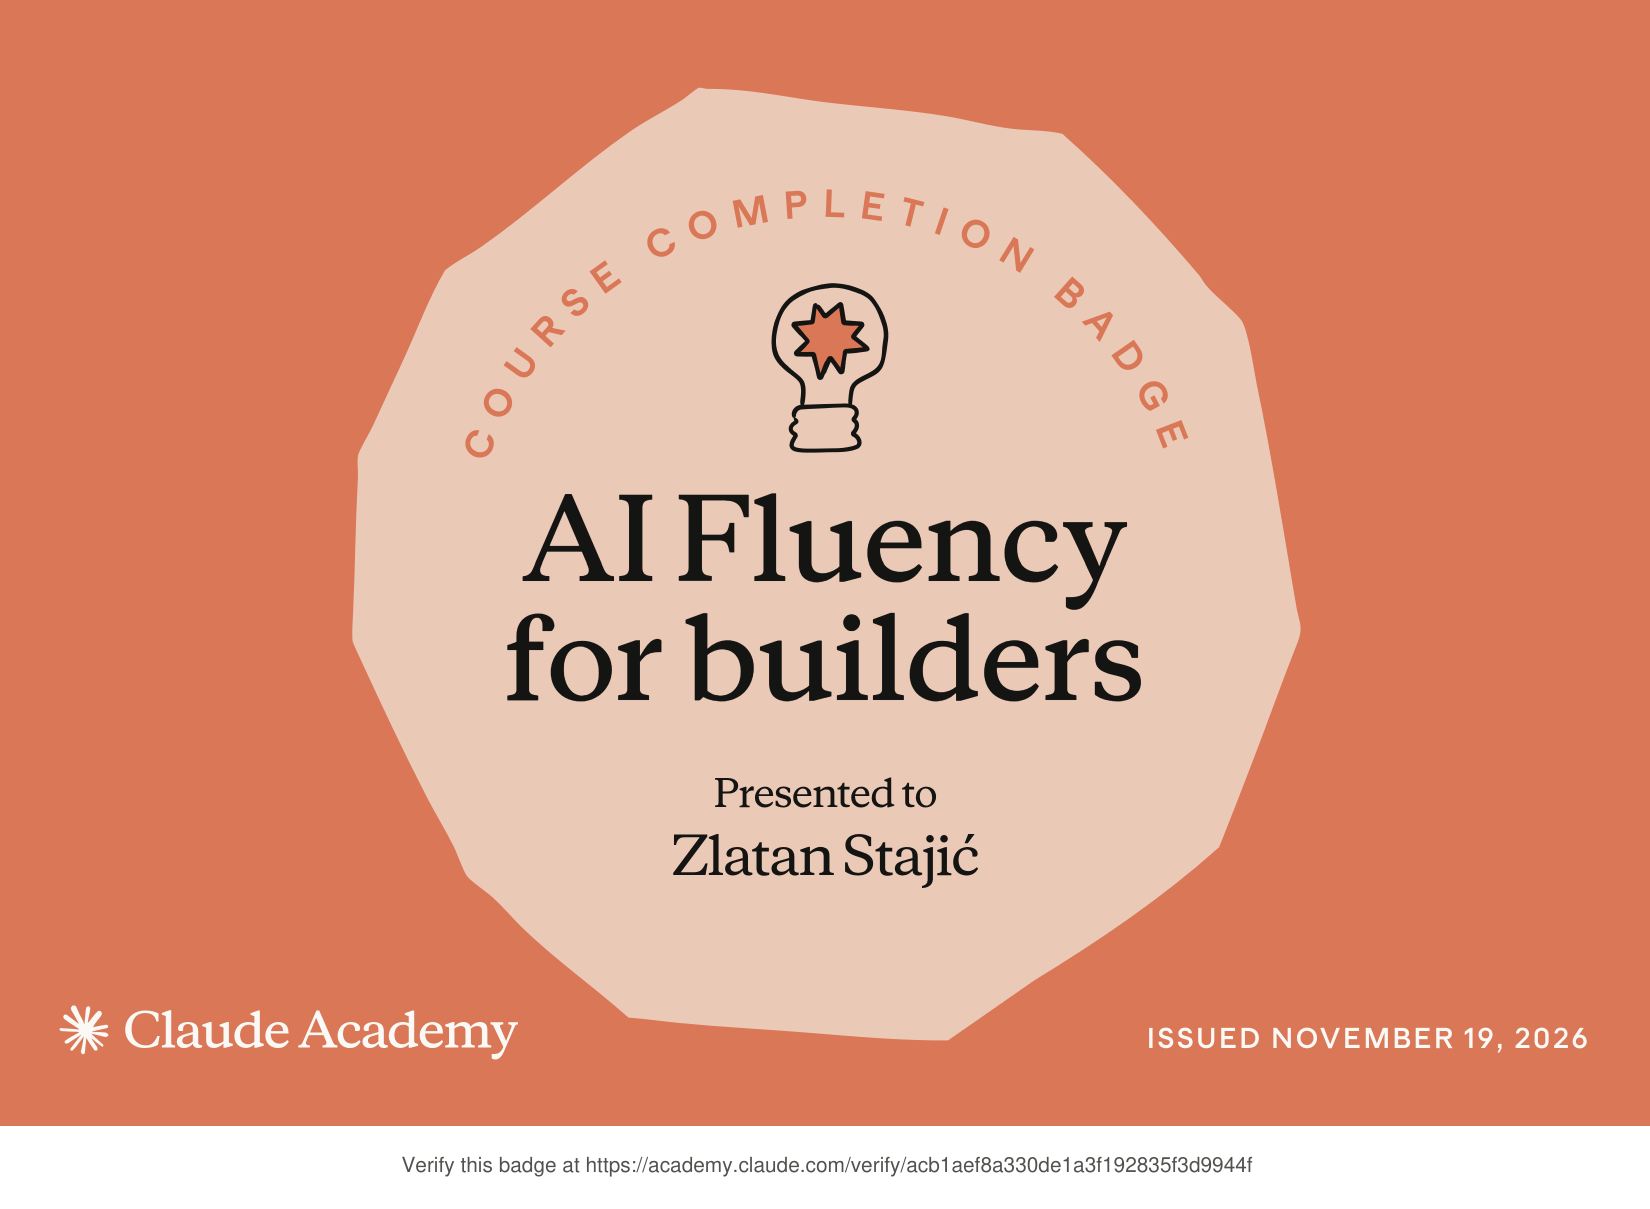 COURSE COMPLETION BADGE
AI Fluency
for builders
Presented to
Zlatan Stajić
Claude Academy
ISSUED NOVEMBER 19, 2026
Verify this badge at https://academy.claude.com/verify/acb1aef8a330de1a3f192835f3d9944f